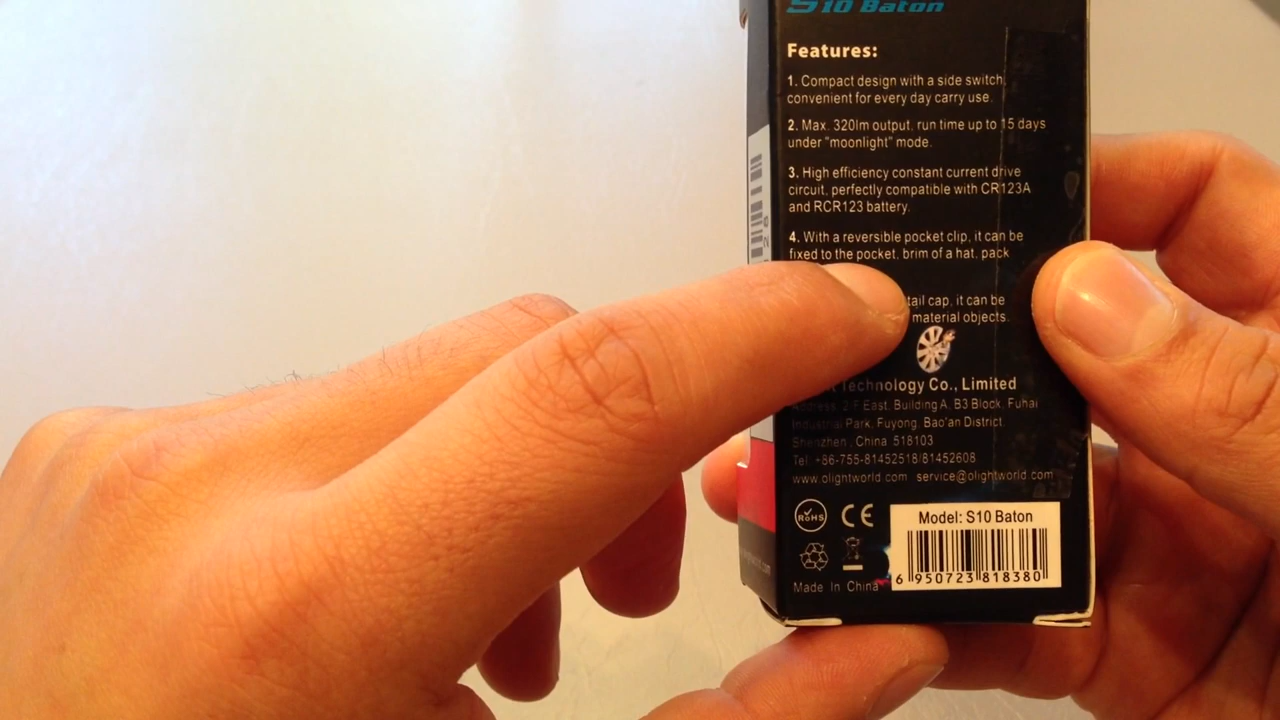 S10 Baton
Features:
1. Compact design with a side switch,
convenient for every day carry use.
2. Max. 320lm output, run time up to 15 days
under "moonlight" mode.
3. High efficiency constant current drive
circuit, perfectly compatible with CR123A
and RCR123 battery.
4. With a reversible pocket clip, it can be
fixed to the pocket, brim of a hat, pack
tail cap, it can be
material objects.
Technology Co., Limited
Address: 2/F East, Building A, B3 Block, Fuhai
Industrial Park, Fuyong, Bao'an District,
Shenzhen, China 518103
Tel: +86-755-81452518/81452608
www.olightworld.com service@olightworld.com
RoHS
CE
Model: S10 Baton
6 950723 818380
Made In China